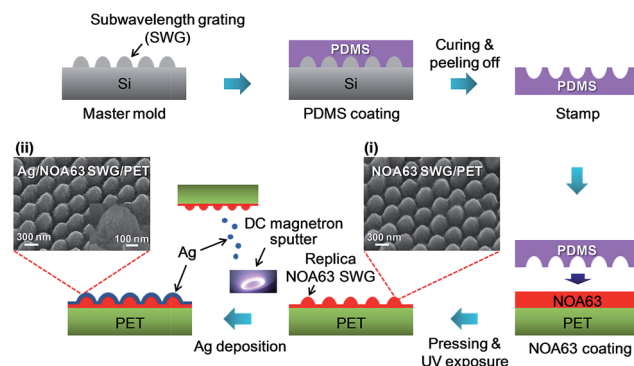 Subwavelength grating
(SWG)
Si
Master mold
PDMS
Si
PDMS coating
Curing &
peeling off
PDMS
Stamp
(ii)
Ag/NOA63 SWG/PET
300 nm
100 nm
Ag
DC magnetron
sputter
Replica
NOA63 SWG
(i)
NOA63 SWG/PET
300 nm
PDMS
NOA63
PET
NOA63 coating
Pressing &
UV exposure
PET
Ag deposition
PET